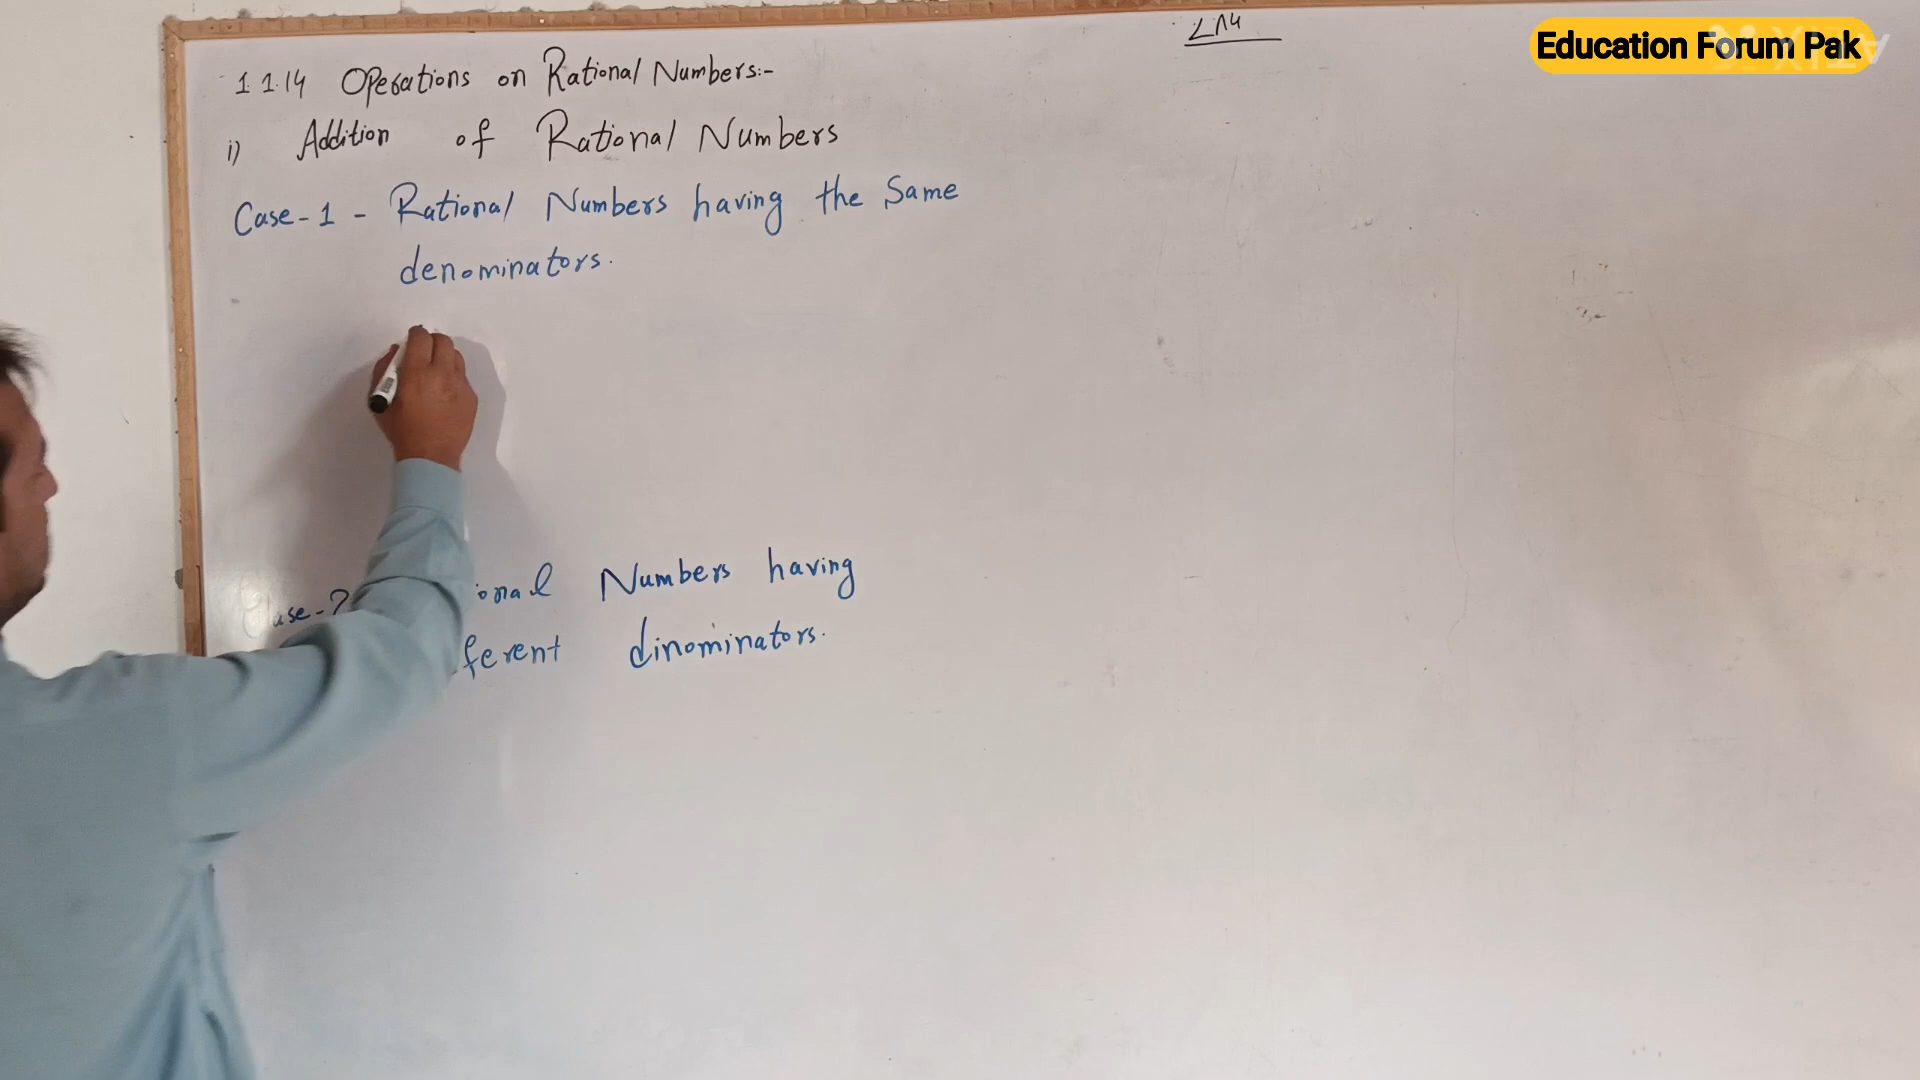 Education Forum Pak
1.1.14 Operations on Rational Numbers:-
i) Addition of Rational Numbers
Case-1 - Rational Numbers having the Same
denominators.
Case-2 onal Numbers having
ferent dinominators.